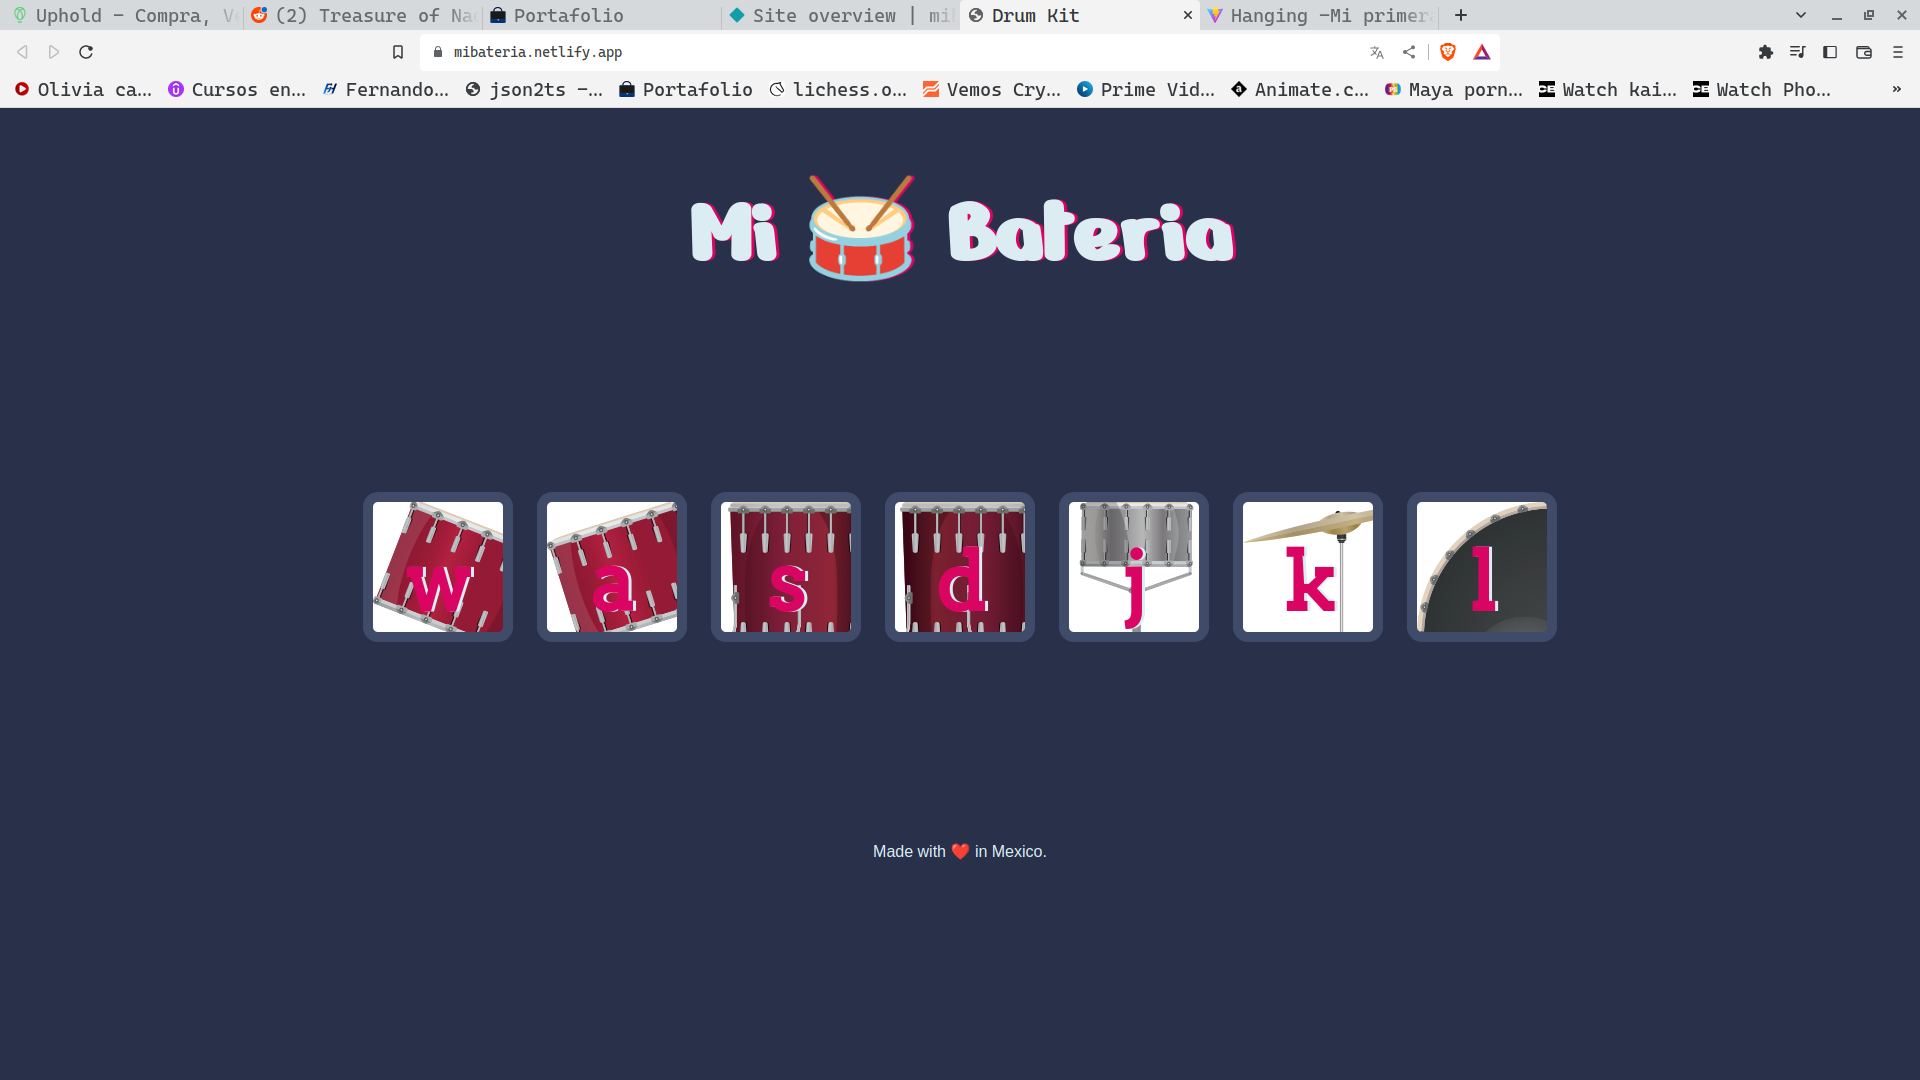 Uphold – Compra, V
(2) Treasure of Na
Portafolio
Site overview | mi
Drum Kit
Hanging -Mi primer
mibateria.netlify.app
Olivia ca...
Cursos en...
Fernando...
json2ts -...
Portafolio
lichess.o...
Vemos Cry...
Prime Vid...
Animate.c...
Maya porn...
Watch kai...
Watch Pho...
»
Mi Bateria
w a s d j k l
Made with ❤️ in Mexico.